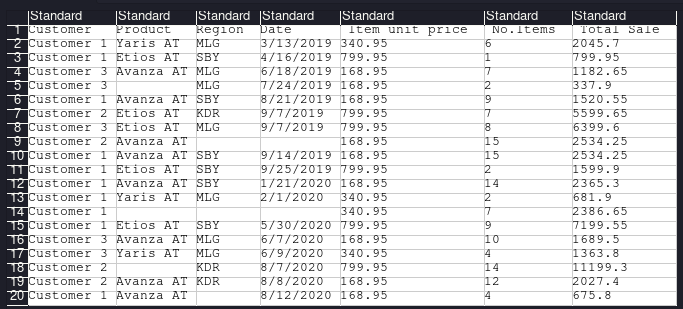 Standard Standard Standard Standard Standard Standard Standard
1 Customer Product Region Date Item unit price No.Items Total Sale
2 Customer 1 Yaris AT MLG 3/13/2019 340.95 6 2045.7
3 Customer 1 Etios AT SBY 4/16/2019 799.95 1 799.95
4 Customer 3 Avanza AT MLG 6/18/2019 168.95 7 1182.65
5 Customer 3 MLG 7/24/2019 168.95 2 337.9
6 Customer 1 Avanza AT SBY 8/21/2019 168.95 9 1520.55
7 Customer 2 Etios AT KDR 9/7/2019 799.95 7 5599.65
8 Customer 3 Etios AT MLG 9/7/2019 799.95 8 6399.6
9 Customer 2 Avanza AT 168.95 15 2534.25
10 Customer 1 Avanza AT SBY 9/14/2019 168.95 15 2534.25
11 Customer 1 Etios AT SBY 9/25/2019 799.95 2 1599.9
12 Customer 1 Avanza AT SBY 1/21/2020 168.95 14 2365.3
13 Customer 1 Yaris AT MLG 2/1/2020 340.95 2 681.9
14 Customer 1 340.95 7 2386.65
15 Customer 1 Etios AT SBY 5/30/2020 799.95 9 7199.55
16 Customer 3 Avanza AT MLG 6/7/2020 168.95 10 1689.5
17 Customer 3 Yaris AT MLG 6/9/2020 340.95 4 1363.8
18 Customer 2 KDR 8/7/2020 799.95 14 11199.3
19 Customer 2 Avanza AT KDR 8/8/2020 168.95 12 2027.4
20 Customer 1 Avanza AT 8/12/2020 168.95 4 675.8